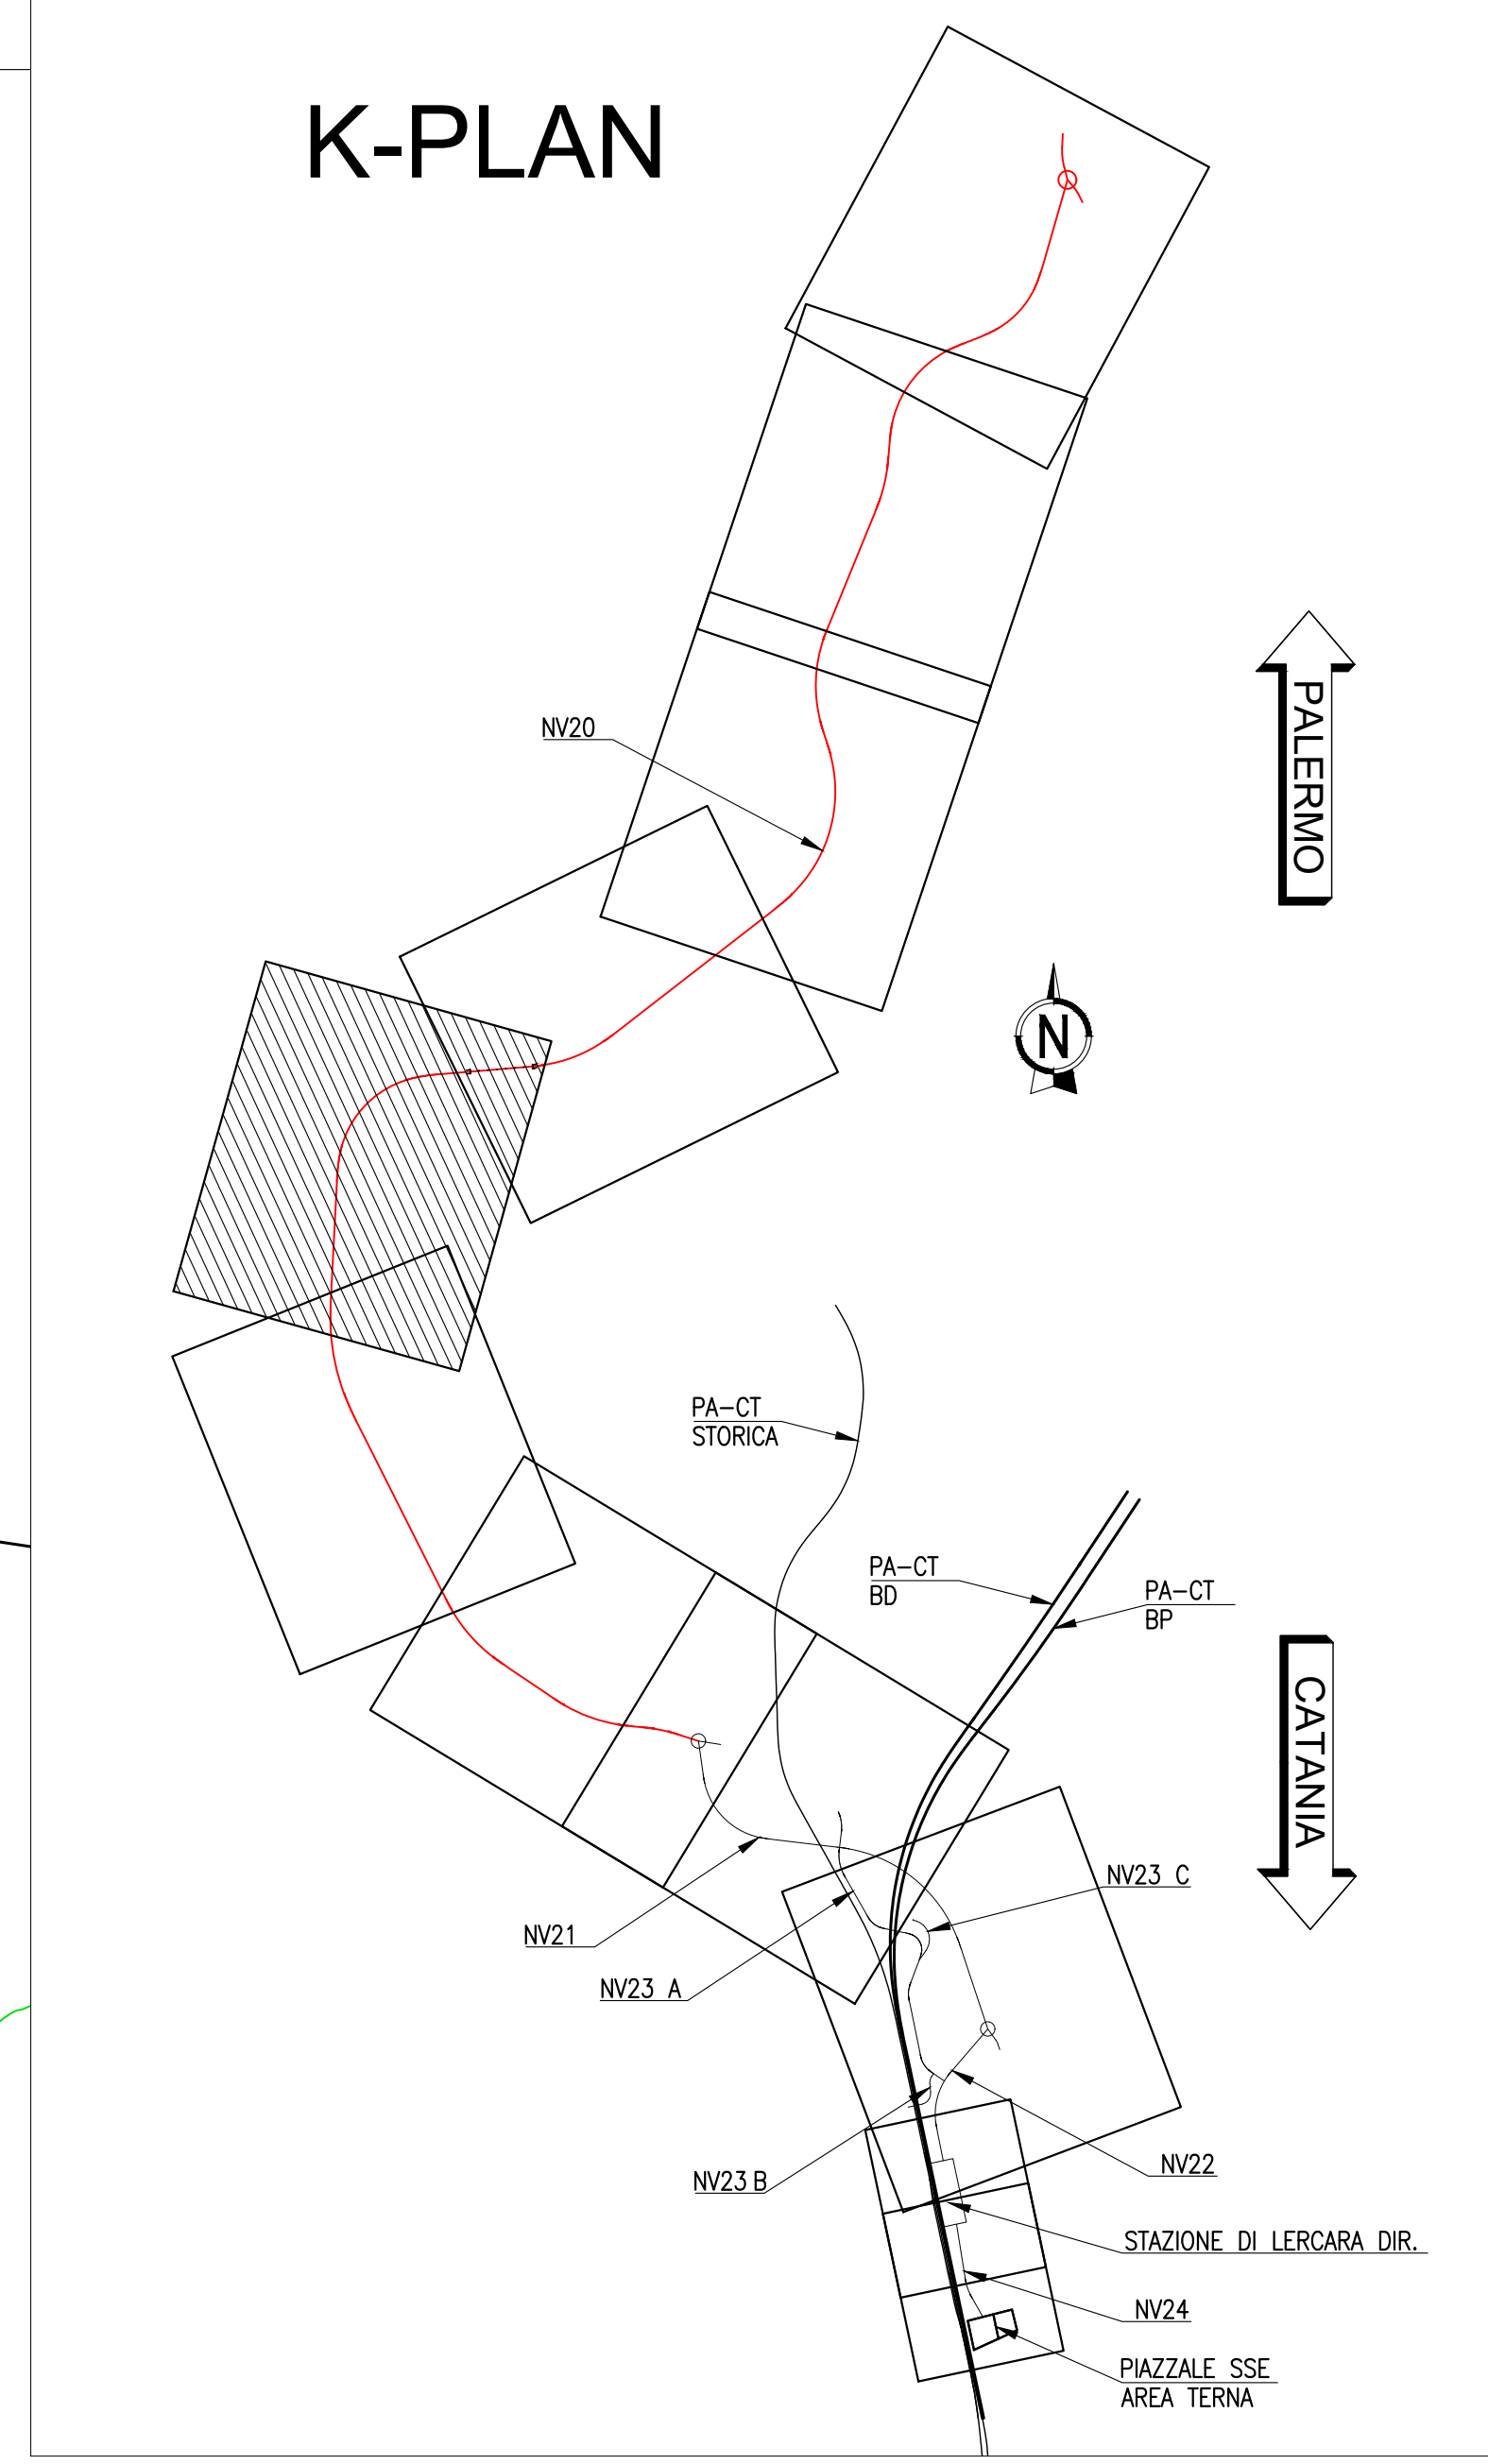 K-PLAN
PALERMO
NV20
N
PA-CT
STORICA
PA-CT
BD
PA-CT
BP
CATANIA
NV23 C
NV21
NV23 A
NV22
NV23 B
STAZIONE DI LERCARA DIR.
NV24
PIAZZALE SSE
AREA TERNA